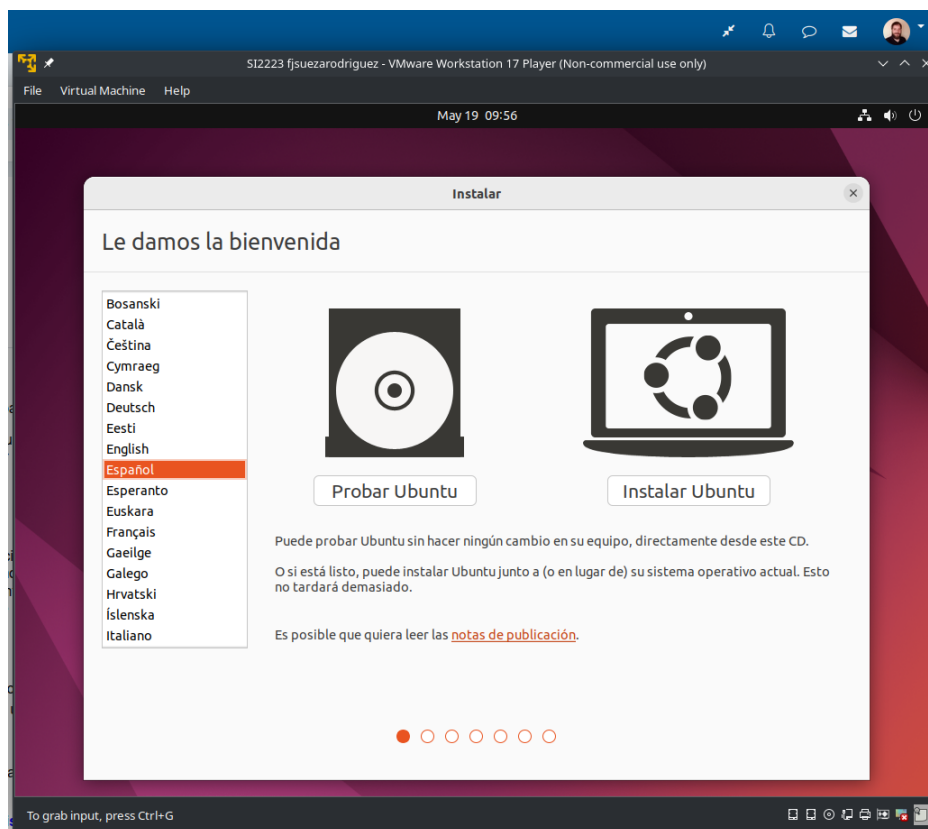 SI2223 fjsuezarodriguez - VMware Workstation 17 Player (Non-commercial use only)
File Virtual Machine Help
May 19 09:56
Instalar
Le damos la bienvenida
Bosanski
Català
Čeština
Cymraeg
Dansk
Deutsch
Eesti
English
Español
Esperanto
Euskara
Français
Gaeilge
Galego
Hrvatski
Íslenska
Italiano
Probar Ubuntu
Instalar Ubuntu
Puede probar Ubuntu sin hacer ningún cambio en su equipo, directamente desde este CD.
O si está listo, puede instalar Ubuntu junto a (o en lugar de) su sistema operativo actual. Esto
no tardará demasiado.
Es posible que quiera leer las notas de publicación.
To grab input, press Ctrl+G